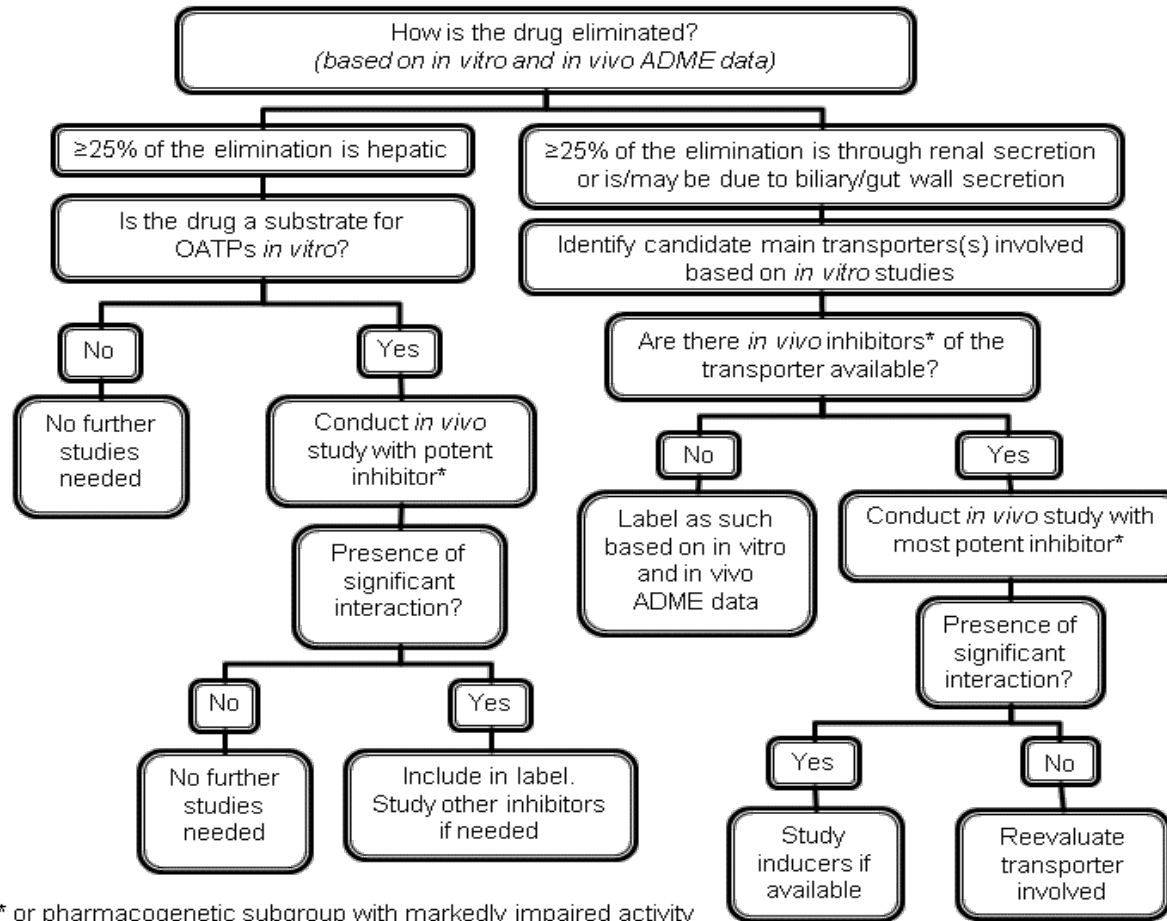 How is the drug eliminated?
(based on in vitro and in vivo ADME data)
≥25% of the elimination is hepatic
≥25% of the elimination is through renal secretion
or is/may be due to biliary/gut wall secretion
Is the drug a substrate for
OATPs in vitro?
Identify candidate main transporters(s) involved
based on in vitro studies
No
Yes
Are there in vivo inhibitors* of the
transporter available?
No further
studies
needed
Conduct in vivo
study with potent
inhibitor*
No
Yes
Label as such
based on in vitro
and in vivo
ADME data
Conduct in vivo study with
most potent inhibitor*
Presence of
significant
interaction?
Presence of
significant
interaction?
No
Yes
No further
studies
needed
Include in label.
Study other inhibitors
if needed
Yes
No
Study
inducers if
available
Reevaluate
transporter
involved
* or pharmacogenetic subgroup with markedly impaired activity